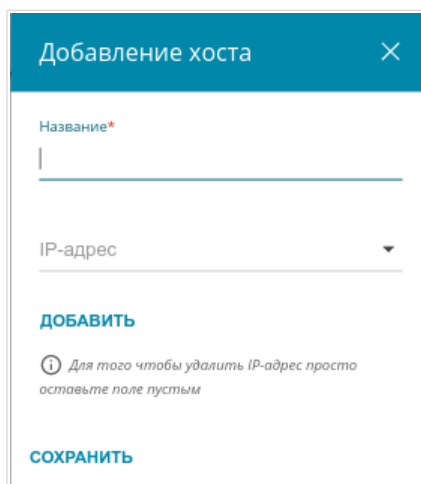 Добавление хоста
Название*
IP-адрес
ДОБАВИТЬ
Для того чтобы удалить IP-адрес просто
оставьте поле пустым
СОХРАНИТЬ